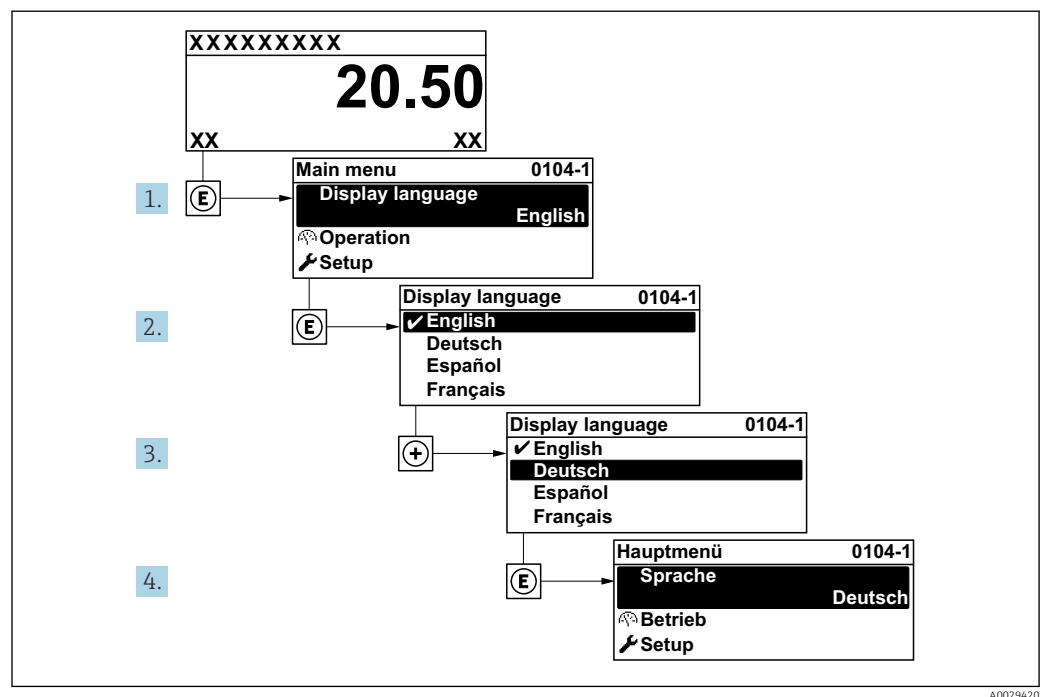 XXXXXXXXX
20.50
XX XX
1. E Main menu 0104-1
Display language
English
Operation
Setup
2. E Display language 0104-1
✔ English
Deutsch
Español
Français
3. + Display language 0104-1
✔ English
Deutsch
Español
Français
4. E Hauptmenü 0104-1
Sprache
Deutsch
Betrieb
Setup
A0029420